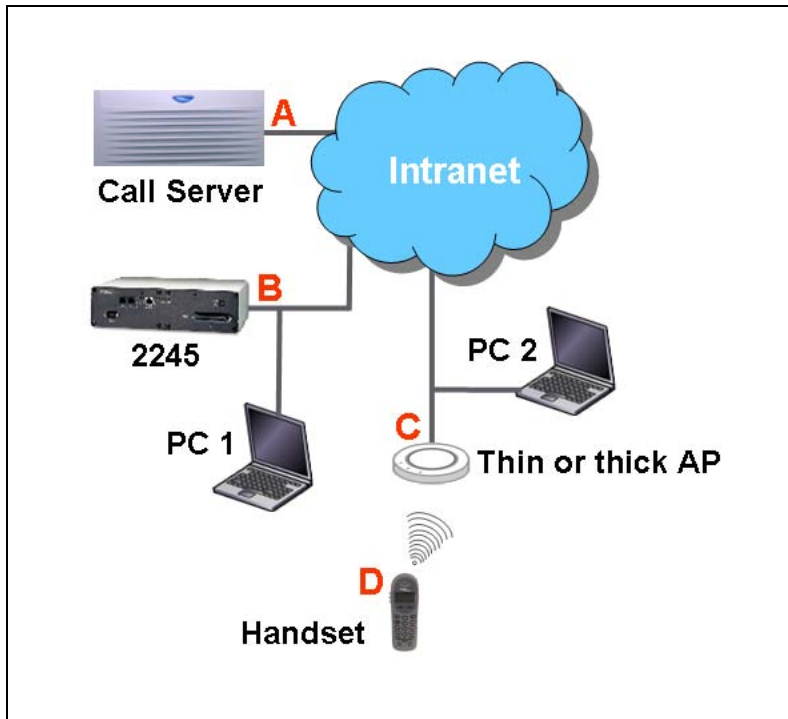 A
Intranet
Call Server
B
2245
PC 2
PC 1
C
Thin or thick AP
D
Handset